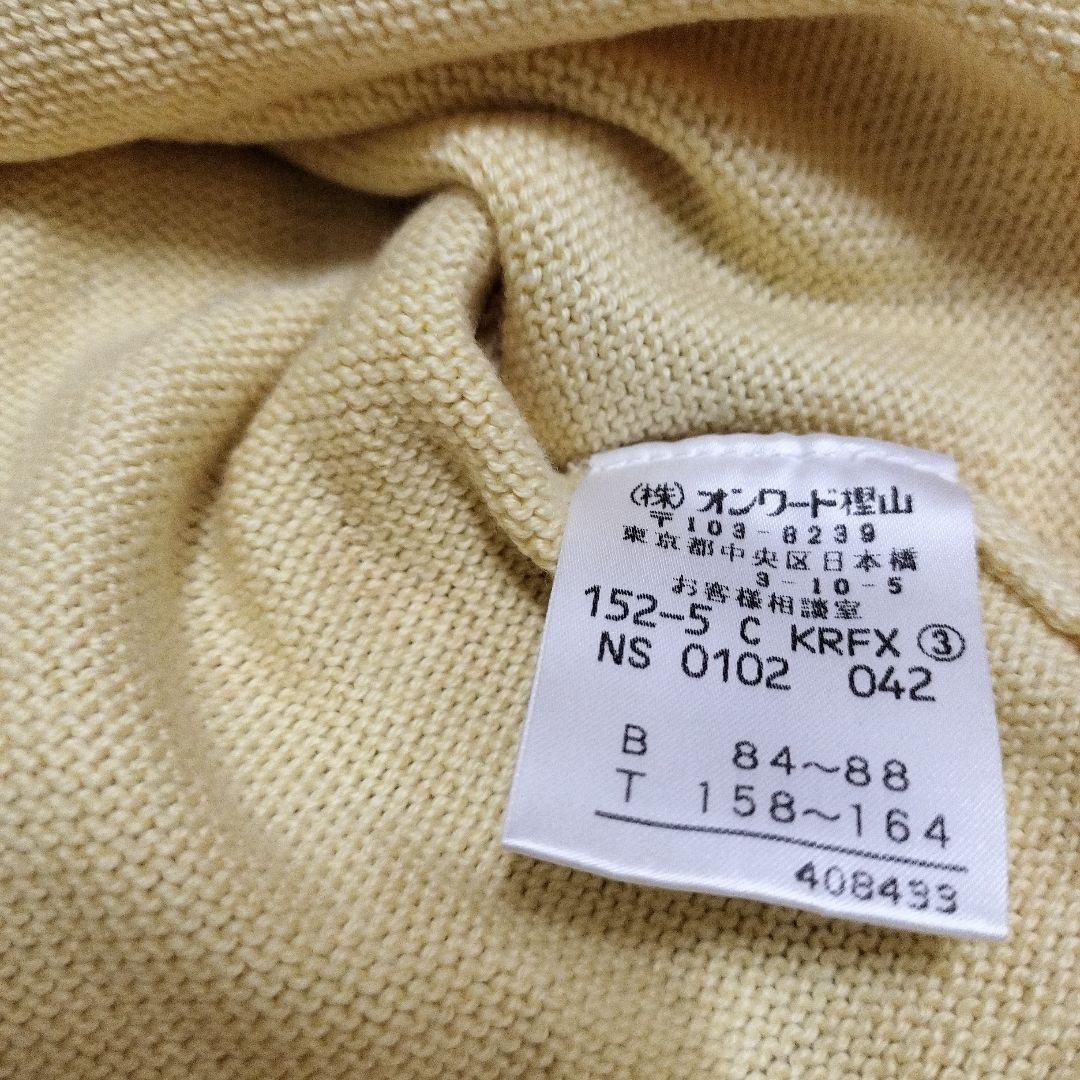 (株)オンワード樫山
〒103-8239
東京都中央区日本橋
3-10-5
お客様相談室
152-5 C KRFX ③
NS 0102 042
B 84～88
T 158～164
408433